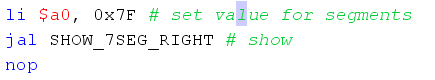 li $a0, 0x7F # set value for segments
jal SHOW_7SEG_RIGHT # show
nop